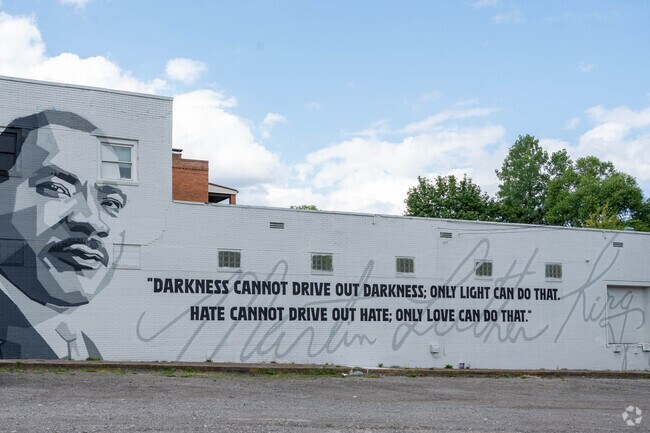 "DARKNESS CANNOT DRIVE OUT DARKNESS; ONLY LIGHT CAN DO THAT.
HATE CANNOT DRIVE OUT HATE; ONLY LOVE CAN DO THAT."
Martin Luther King